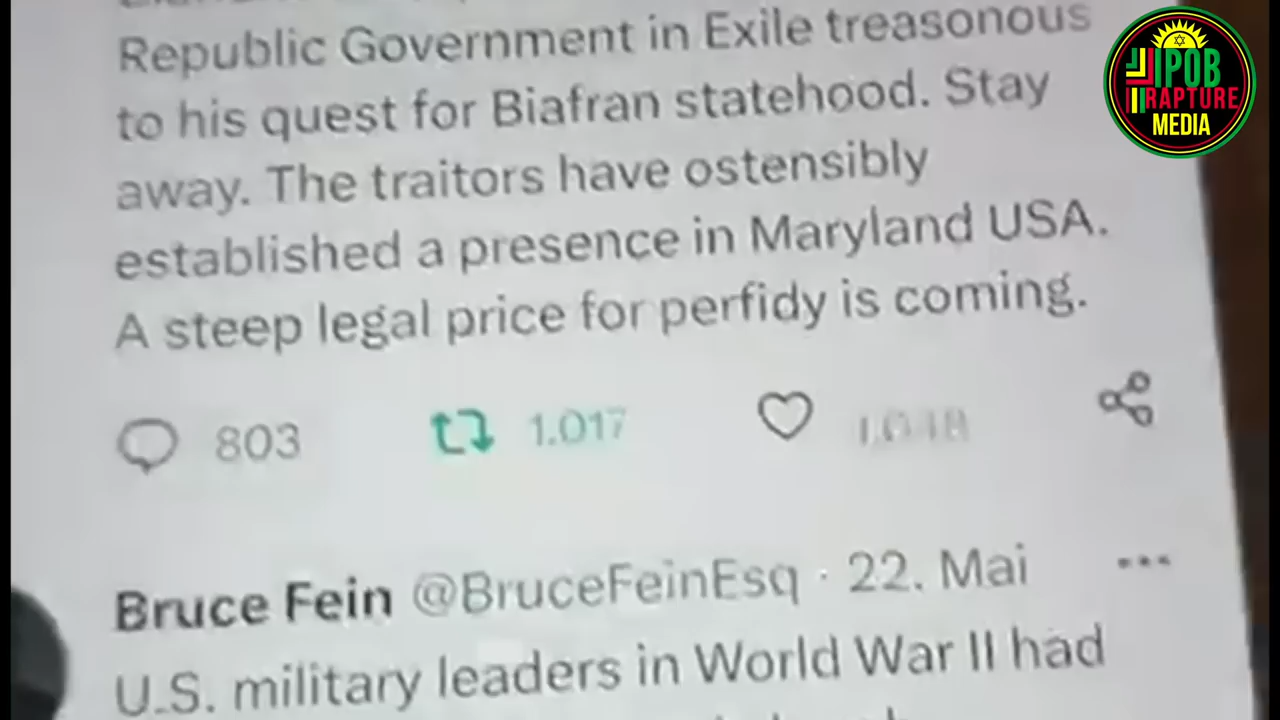 Republic Government in Exile treasonous
to his quest for Biafran statehood. Stay
away. The traitors have ostensibly
established a presence in Maryland USA.
A steep legal price for perfidy is coming.
803 1.017 1.048
Bruce Fein @BruceFeinEsq · 22. Mai
U.S. military leaders in World War II had
IPOB
RAPTURE
MEDIA